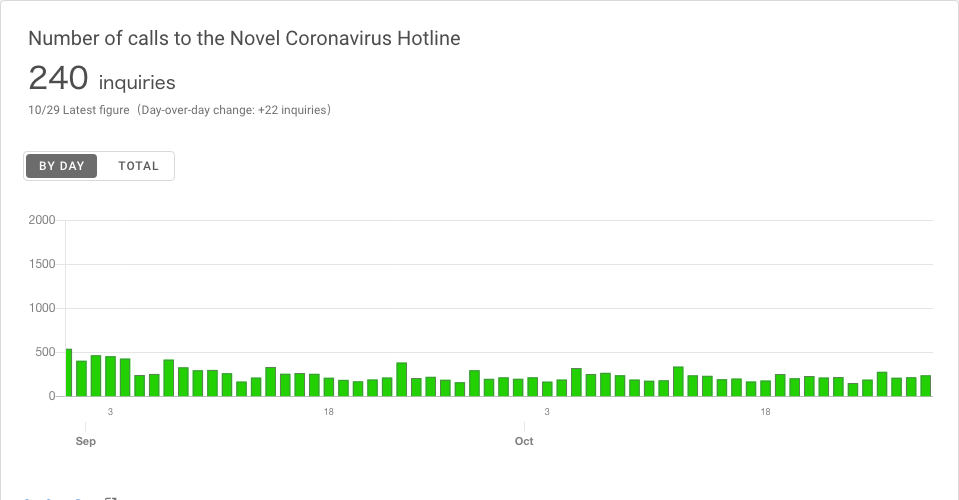 Number of calls to the Novel Coronavirus Hotline
240 inquiries
10/29 Latest figure（Day-over-day change: +22 inquiries）
BY DAY TOTAL
2000
1500
1000
500
0
3 18 3 18
Sep Oct